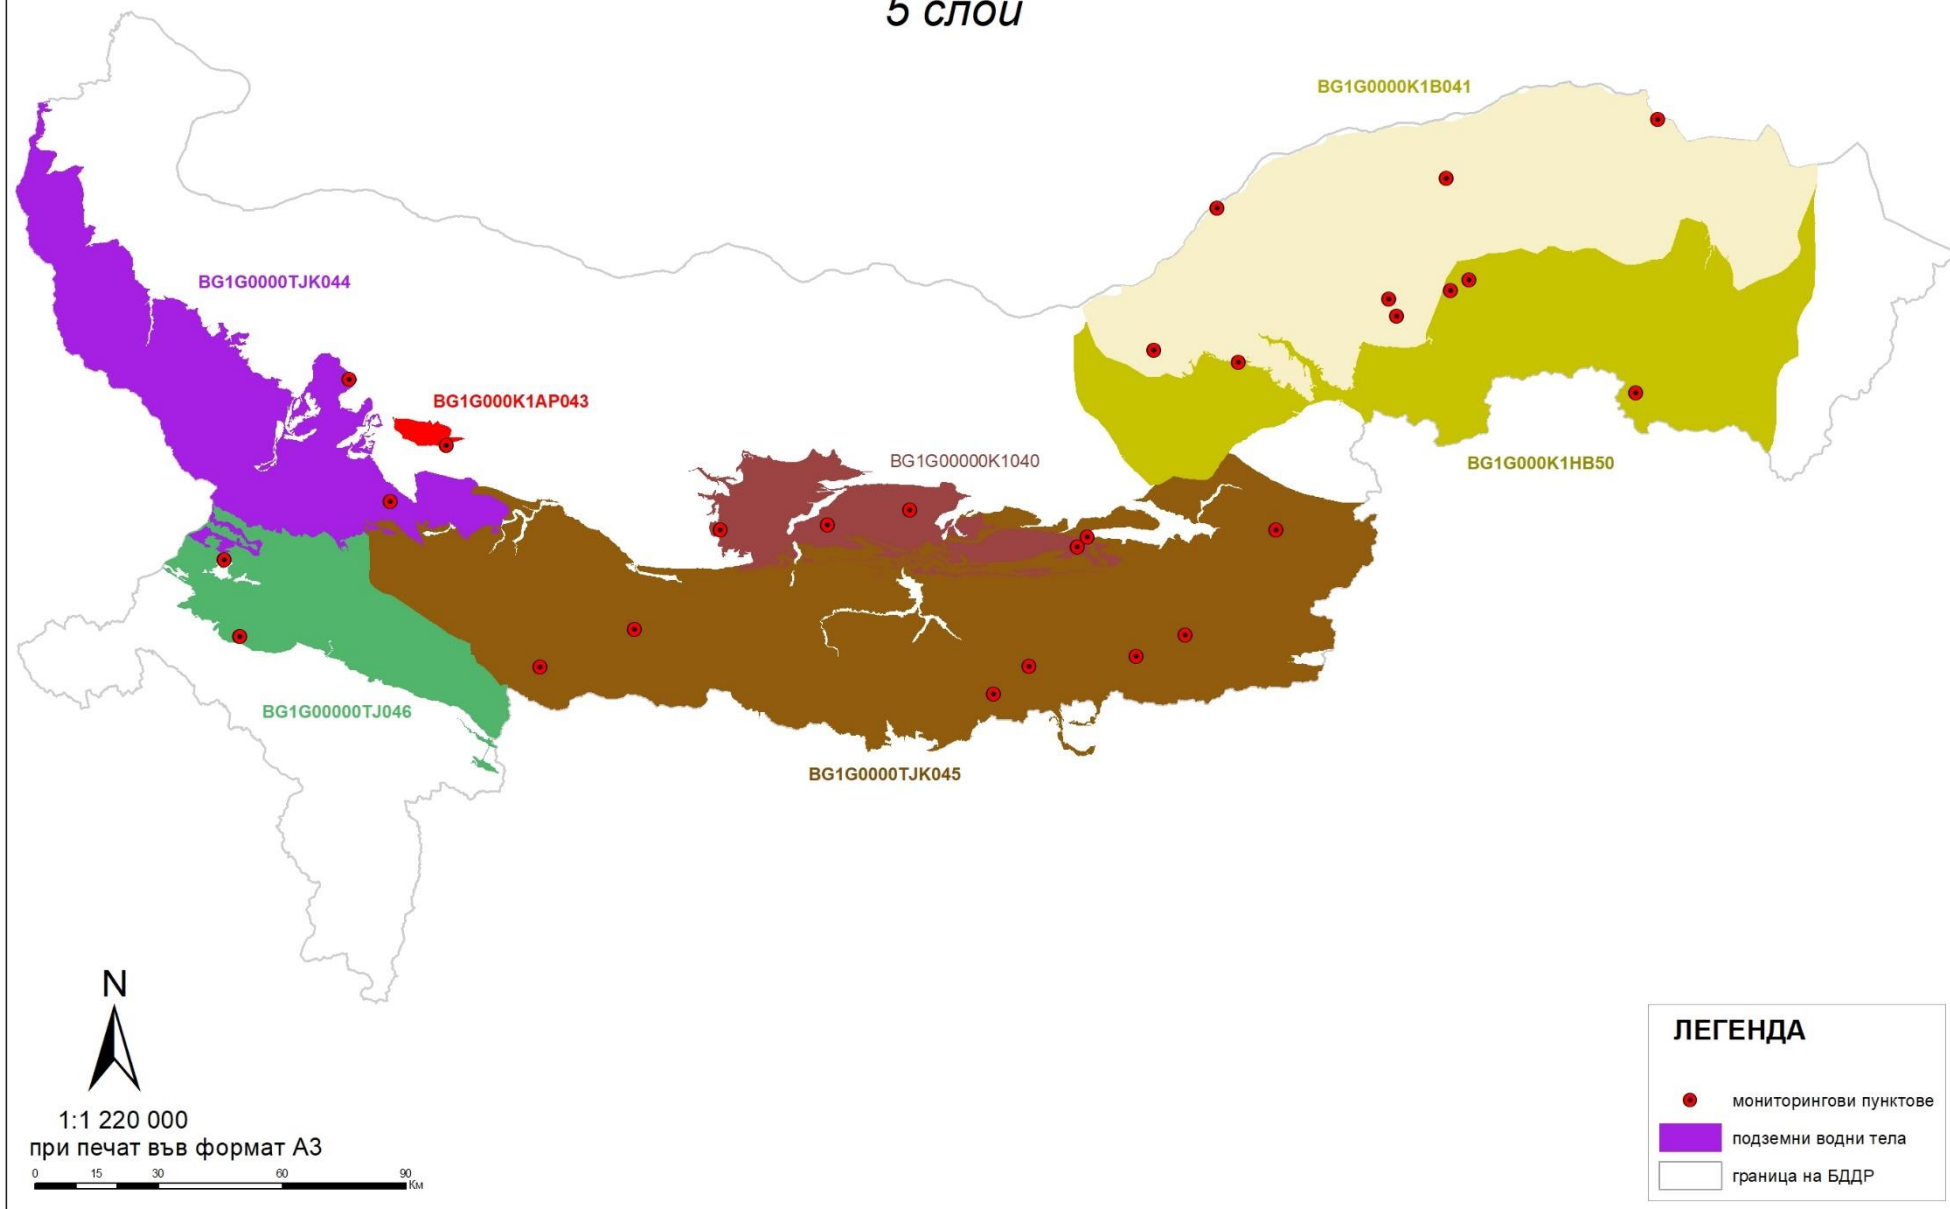 5 слой
BG1G0000K1B041
BG1G0000TJK044
BG1G000K1AP043
BG1G00000K1040
BG1G000K1HB50
BG1G00000TJ046
BG1G0000TJK045
N
1:1 220 000
при печат във формат А3
0 15 30 60 90
Км
ЛЕГЕНДА
мониторингови пунктове
подземни водни тела
граница на БДДР